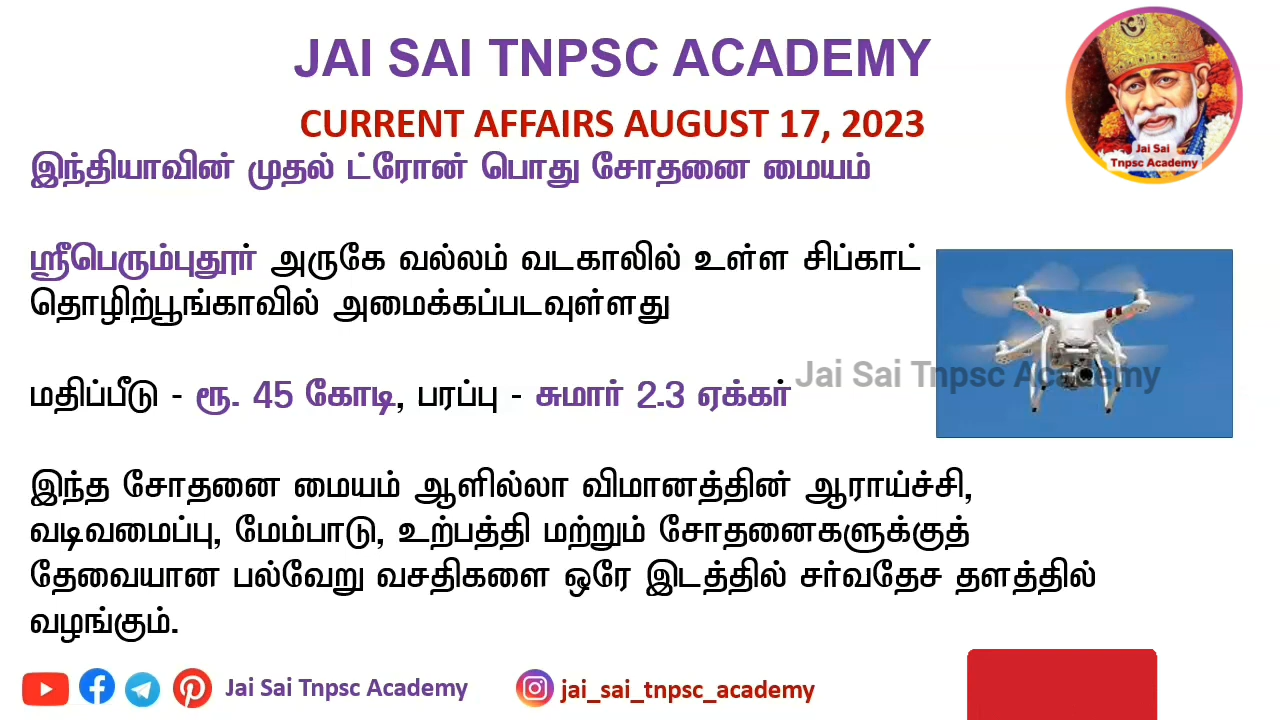 JAI SAI TNPSC ACADEMY
CURRENT AFFAIRS AUGUST 17, 2023
Jai Sai
Tnpsc Academy
இந்தியாவின் முதல் ட்ரோன் பொது சோதனை மையம்
ஸ்ரீபெரும்புதூர் அருகே வல்லம் வடகாலில் உள்ள சிப்காட்
தொழிற்பூங்காவில் அமைக்கப்படவுள்ளது
மதிப்பீடு - ரூ. 45 கோடி, பரப்பு - சுமார் 2.3 ஏக்கர்
Jai Sai Tnpsc Academy
இந்த சோதனை மையம் ஆளில்லா விமானத்தின் ஆராய்ச்சி,
வடிவமைப்பு, மேம்பாடு, உற்பத்தி மற்றும் சோதனைகளுக்குத்
தேவையான பல்வேறு வசதிகளை ஒரே இடத்தில் சர்வதேச தளத்தில்
வழங்கும்.
Jai Sai Tnpsc Academy
jai_sai_tnpsc_academy